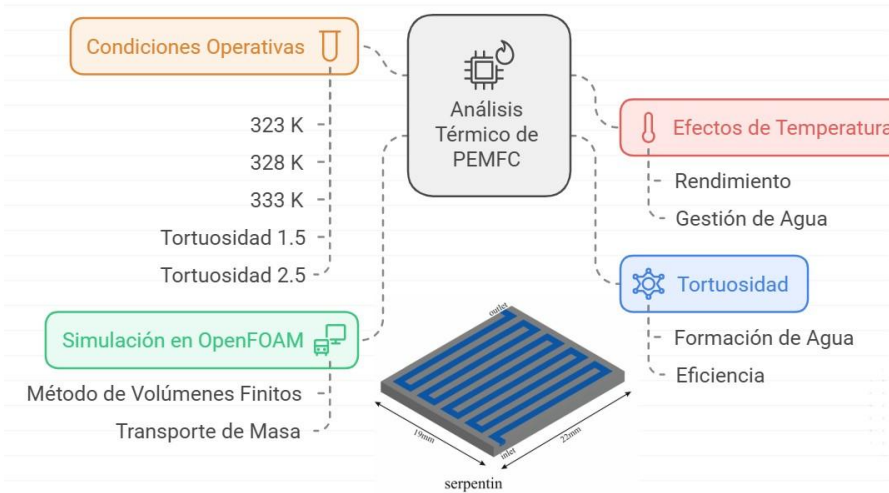 Condiciones Operativas
323 K
328 K
333 K
Tortuosidad 1.5
Tortuosidad 2.5
Análisis
Térmico de
PEMFC
Efectos de Temperatura
Rendimiento
Gestión de Agua
Tortuosidad
Formación de Agua
Eficiencia
Simulación en OpenFOAM
Método de Volúmenes Finitos
Transporte de Masa
outlet
19mm
22mm
inlet
serpentin